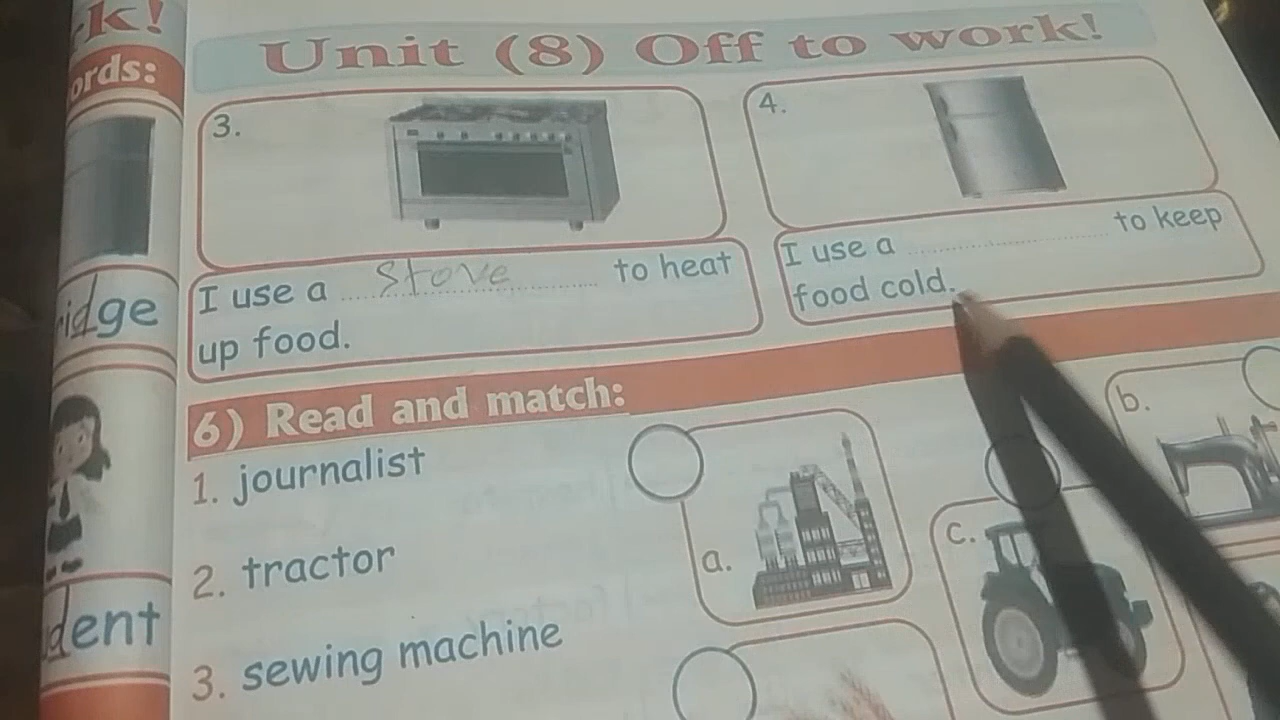 rk!
ords:
Unit (8) Off to work!
3.
4.
I use a stove to heat
up food.
I use a to keep
food cold.
idge
6) Read and match:
1. journalist
2. tractor
3. sewing machine
a.
b.
c.
dent